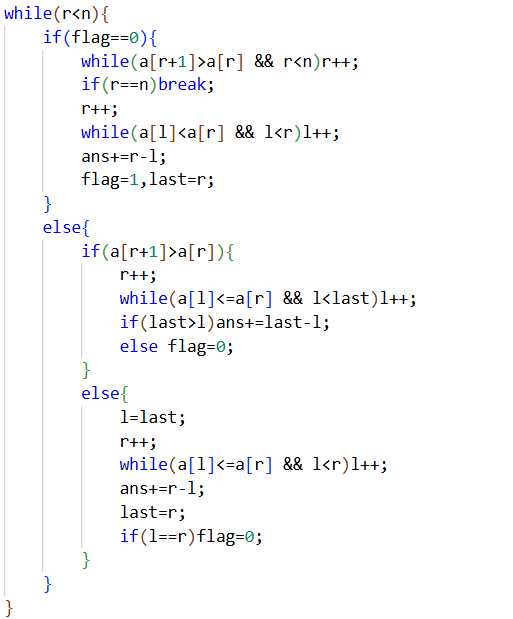 while(r<n){
    if(flag==0){
        while(a[r+1]>a[r] && r<n)r++;
        if(r==n)break;
        r++;
        while(a[l]<a[r] && l<r)l++;
        ans+=r-l;
        flag=1,last=r;
    }
    else{
        if(a[r+1]>a[r]){
            r++;
            while(a[l]<=a[r] && l<last)l++;
            if(last>l)ans+=last-l;
            else flag=0;
        }
        else{
            l=last;
            r++;
            while(a[l]<=a[r] && l<r)l++;
            ans+=r-l;
            last=r;
            if(l==r)flag=0;
        }
    }
}